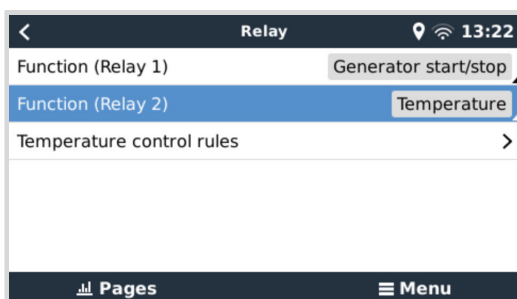 Relay 13:22
Function (Relay 1) Generator start/stop
Function (Relay 2) Temperature
Temperature control rules
Pages Menu